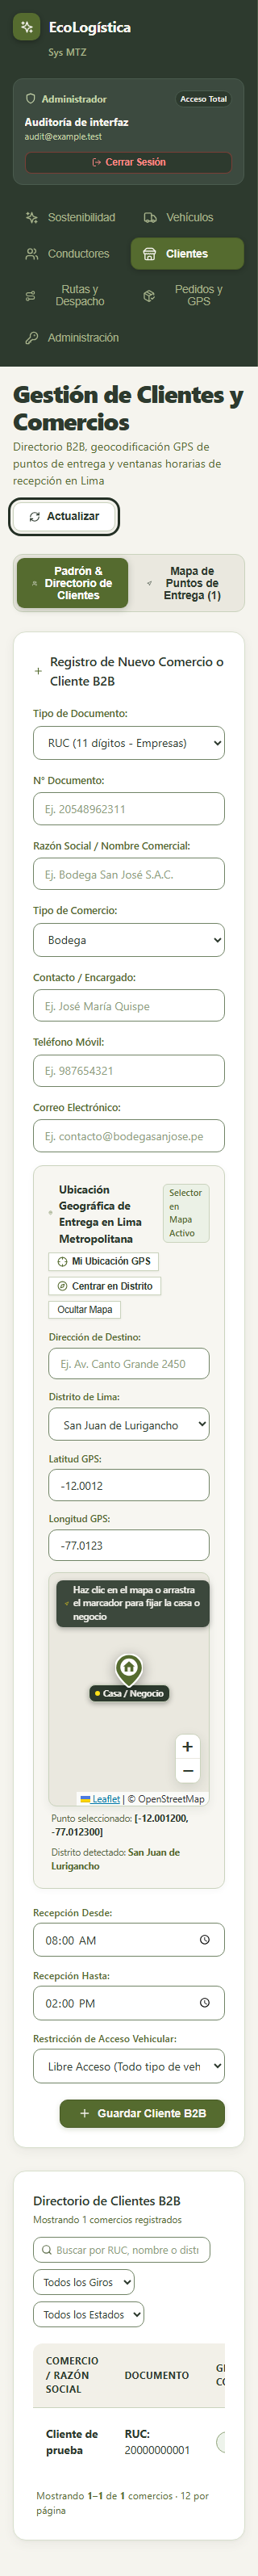 EcoLogística
Sys MTZ
Administrador
Acceso Total
Auditoría de interfaz
audit@example.test
Cerrar Sesión
Sostenibilidad
Vehículos
Conductores
Clientes
Rutas y
Despacho
Pedidos y
GPS
Administración
Gestión de Clientes y
Comercios
Directorio B2B, geocodificación GPS de
puntos de entrega y ventanas horarias de
recepción en Lima
Actualizar
Padrón &
Directorio de
Clientes
Mapa de
Puntos de
Entrega (1)
Registro de Nuevo Comercio o
Cliente B2B
Tipo de Documento:
RUC (11 dígitos - Empresas)
N° Documento:
Ej. 20548962311
Razón Social / Nombre Comercial:
Ej. Bodega San José S.A.C.
Tipo de Comercio:
Bodega
Contacto / Encargado:
Ej. José María Quispe
Teléfono Móvil:
Ej. 987654321
Correo Electrónico:
Ej. contacto@bodegasanjose.pe
Ubicación
Geográfica de
Entrega en Lima
Metropolitana
Selector
en
Mapa
Activo
Mi Ubicación GPS
Centrar en Distrito
Ocultar Mapa
Dirección de Destino:
Ej. Av. Canto Grande 2450
Distrito de Lima:
San Juan de Lurigancho
Latitud GPS:
-12.0012
Longitud GPS:
-77.0123
Haz clic en el mapa o arrastra
el marcador para fijar la casa o
negocio
Casa / Negocio
+
−
Leaflet | © OpenStreetMap
Punto seleccionado: [-12.001200,
-77.012300]
Distrito detectado: San Juan de
Lurigancho
Recepción Desde:
08:00 AM
Recepción Hasta:
02:00 PM
Restricción de Acceso Vehicular:
Libre Acceso (Todo tipo de veh
Guardar Cliente B2B
Directorio de Clientes B2B
Mostrando 1 comercios registrados
Buscar por RUC, nombre o distr
Todos los Giros
Todos los Estados
COMERCIO
/ RAZÓN
SOCIAL
DOCUMENTO
Cliente de
prueba
RUC:
20000000001
Mostrando 1–1 de 1 comercios · 12 por
página